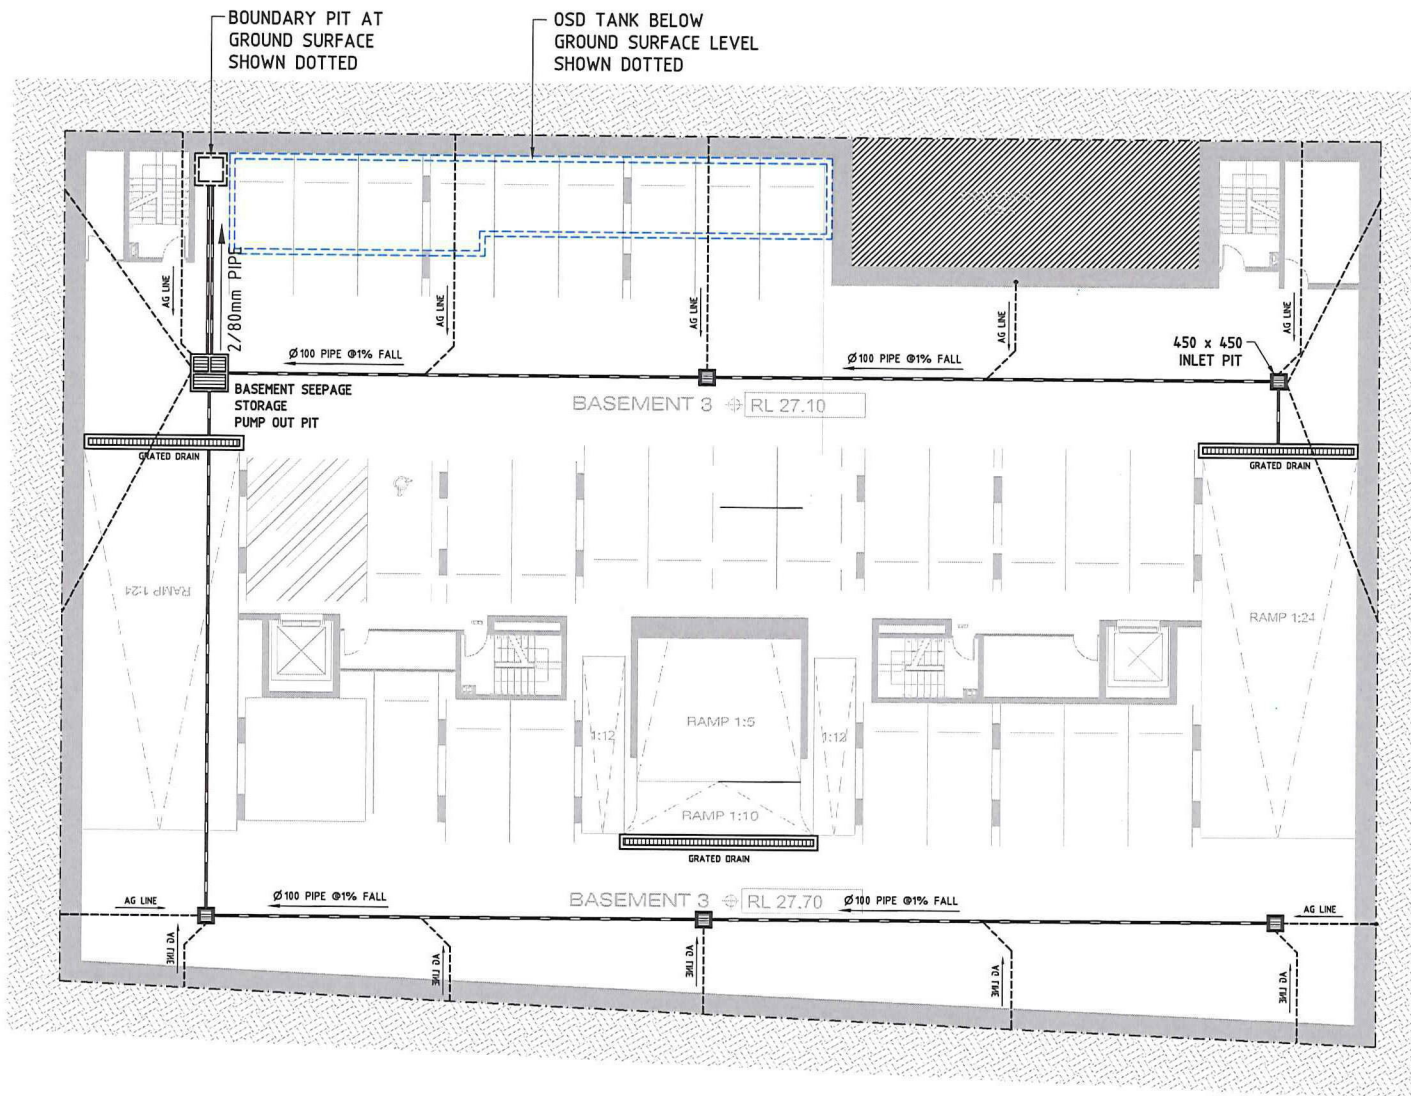 BOUNDARY PIT AT
GROUND SURFACE
SHOWN DOTTED
OSD TANK BELOW
GROUND SURFACE LEVEL
SHOWN DOTTED
AG LINE
2/80mm PIPE
AG LINE
AG LINE
AG LINE
AG LINE
450 x 450
INLET PIT
Ø100 PIPE @1% FALL
Ø100 PIPE @1% FALL
BASEMENT SEEPAGE
STORAGE
PUMP OUT PIT
BASEMENT 3 RL 27.10
GRATED DRAIN
GRATED DRAIN
RAMP 1:24
RAMP 1:24
RAMP 1:5
1:12
1:12
RAMP 1:10
GRATED DRAIN
AG LINE
Ø100 PIPE @1% FALL
BASEMENT 3 RL 27.70
Ø100 PIPE @1% FALL
AG LINE
AG LINE
AG LINE
AG LINE
AG LINE
AG LINE